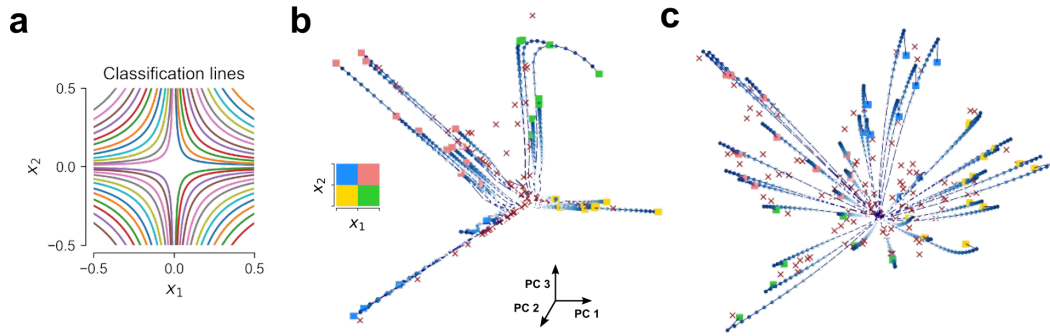 a
Classification lines
0.5
0.0
−0.5
x₂
−0.5
0.0
0.5
x₁
b
x₂
x₁
PC 3
PC 2
PC 1
c